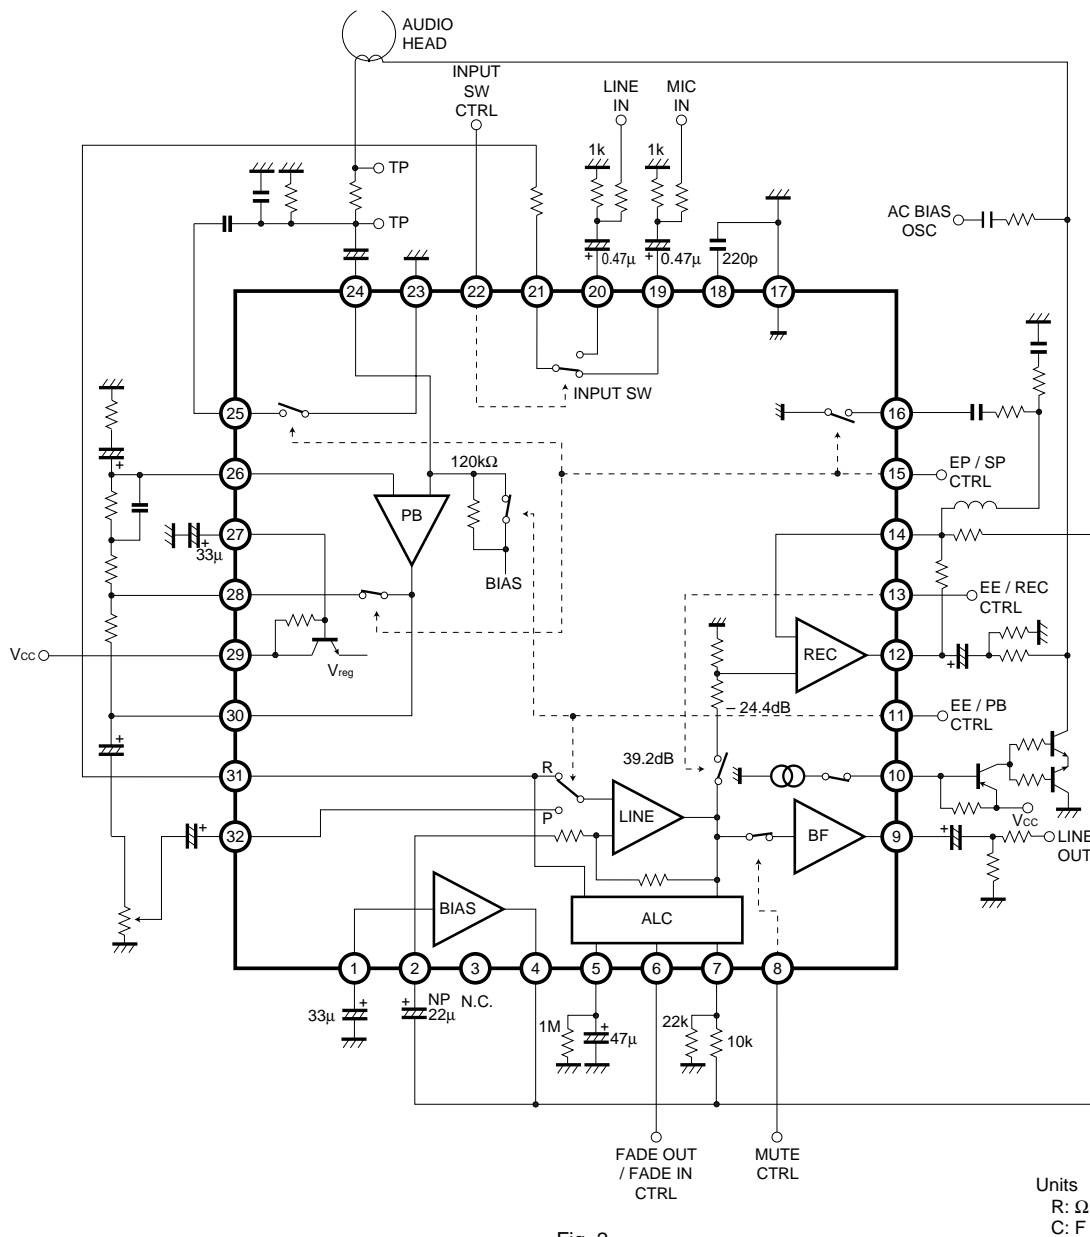 AUDIO
HEAD
INPUT
SW
CTRL
LINE
IN
MIC
IN
1k
1k
TP
TP
AC BIAS
OSC
+ 0.47μ
+ 0.47μ
220p
24
23
22
21
20
19
18
17
INPUT SW
25
16
26
120kΩ
15
EP / SP
CTRL
+
PB
27
14
+
33μ
BIAS
28
13
EE / REC
CTRL
29
VCC
Vreg
REC
12
+
– 24.4dB
30
11
EE / PB
CTRL
+
39.2dB
31
R
10
P
LINE
BF
VCC
32
+
9
+
LINE
OUT
BIAS
ALC
1
2
3
4
5
6
7
8
33μ
+
+
NP
22μ
N.C.
1M
+
47μ
22k
10k
FADE OUT
/ FADE IN
CTRL
MUTE
CTRL
Units
R: Ω
C: F